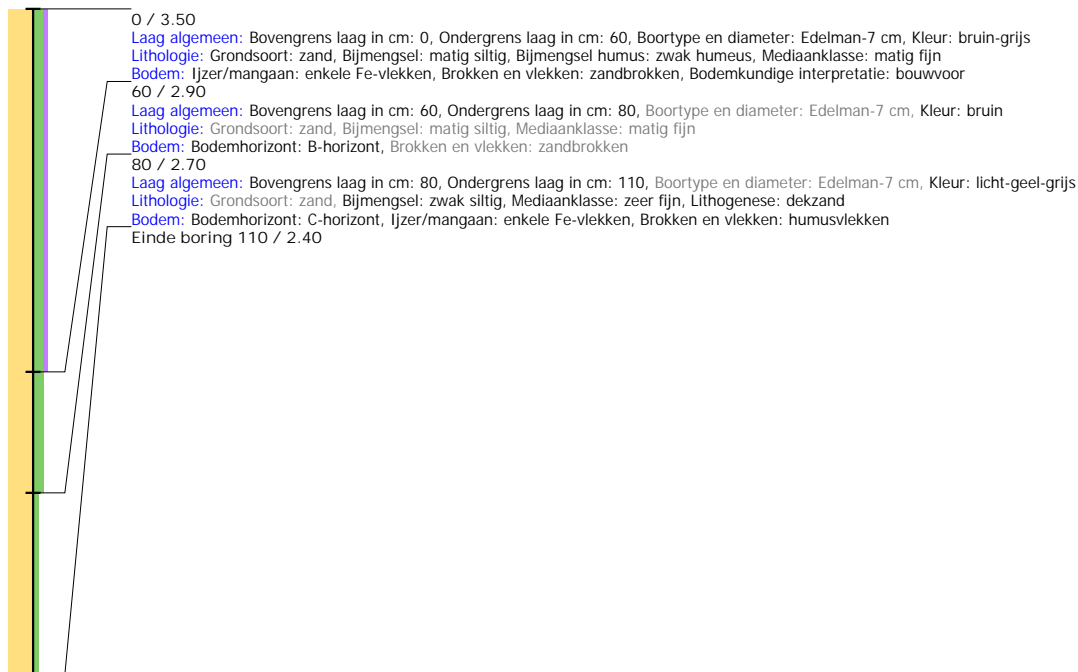 0 / 3.50
Laag algemeen: Bovengrens laag in cm: 0, Ondergrens laag in cm: 60, Boortype en diameter: Edelman-7 cm, Kleur: bruin-grijs
Lithologie: Grondsoort: zand, Bijmengsel: matig siltig, Bijmengsel humus: zwak humeus, Mediaanklasse: matig fijn
Bodem: Ijzer/mangaan: enkele Fe-vlekken, Brokken en vlekken: zandbrokken, Bodemkundige interpretatie: bouwvoor
60 / 2.90
Laag algemeen: Bovengrens laag in cm: 60, Ondergrens laag in cm: 80, Boortype en diameter: Edelman-7 cm, Kleur: bruin
Lithologie: Grondsoort: zand, Bijmengsel: matig siltig, Mediaanklasse: matig fijn
Bodem: Bodemhorizont: B-horizont, Brokken en vlekken: zandbrokken
80 / 2.70
Laag algemeen: Bovengrens laag in cm: 80, Ondergrens laag in cm: 110, Boortype en diameter: Edelman-7 cm, Kleur: licht-geel-grijs
Lithologie: Grondsoort: zand, Bijmengsel: zwak siltig, Mediaanklasse: zeer fijn, Lithogenese: dekzand
Bodem: Bodemhorizont: C-horizont, Ijzer/mangaan: enkele Fe-vlekken, Brokken en vlekken: humusvlekken
Einde boring 110 / 2.40